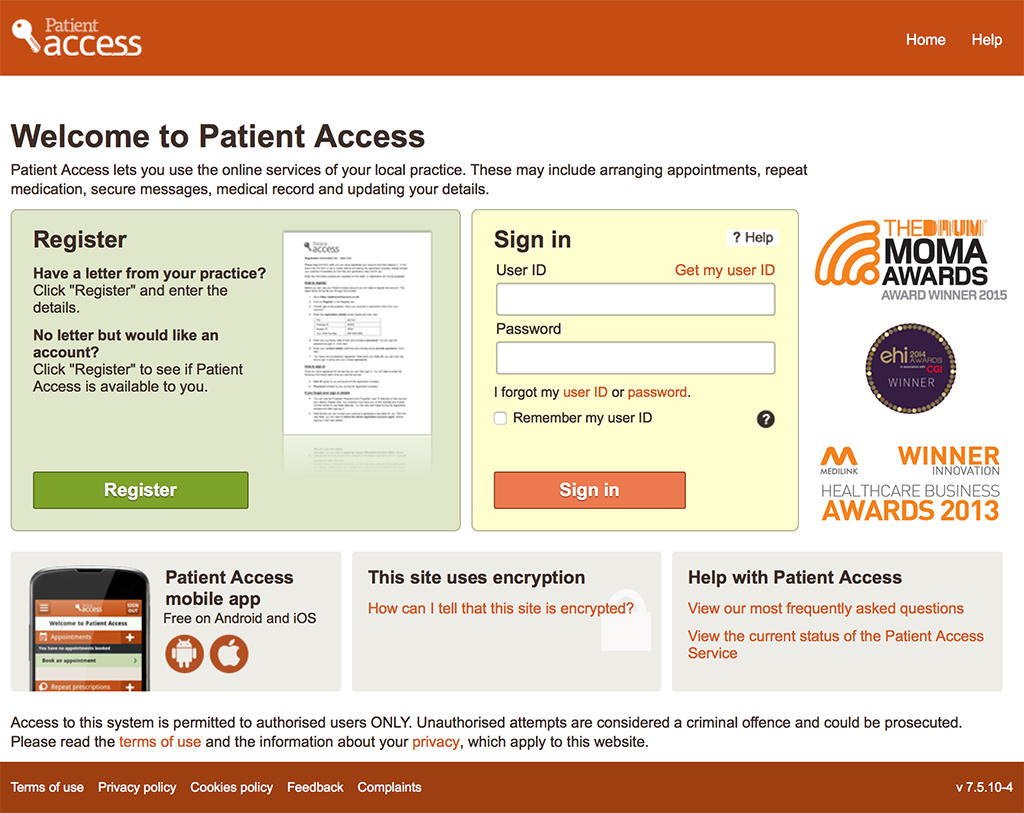 Patient
access
Home Help
Welcome to Patient Access
Patient Access lets you use the online services of your local practice. These may include arranging appointments, repeat
medication, secure messages, medical record and updating your details.
Register
Have a letter from your practice?
Click "Register" and enter the
details.
No letter but would like an
account?
Click "Register" to see if Patient
Access is available to you.
Patient
access
Register
Sign in
? Help
User ID
Get my user ID
Password
I forgot my user ID or password.
Remember my user ID
?
Sign in
THE DRUM
MOMA
AWARDS
AWARD WINNER 2015
ehi 2014
AWARDS
in association with CGI
WINNER
MEDILINK
WINNER
INNOVATION
HEALTHCARE BUSINESS
AWARDS 2013
access
SIGN
OUT
Welcome to Patient Access
Appointments
You have no appointments booked
Book an appointment
Repeat prescriptions
Patient Access
mobile app
Free on Android and iOS
This site uses encryption
How can I tell that this site is encrypted?
Help with Patient Access
View our most frequently asked questions
View the current status of the Patient Access
Service
Access to this system is permitted to authorised users ONLY. Unauthorised attempts are considered a criminal offence and could be prosecuted.
Please read the terms of use and the information about your privacy, which apply to this website.
Terms of use Privacy policy Cookies policy Feedback Complaints
v 7.5.10-4